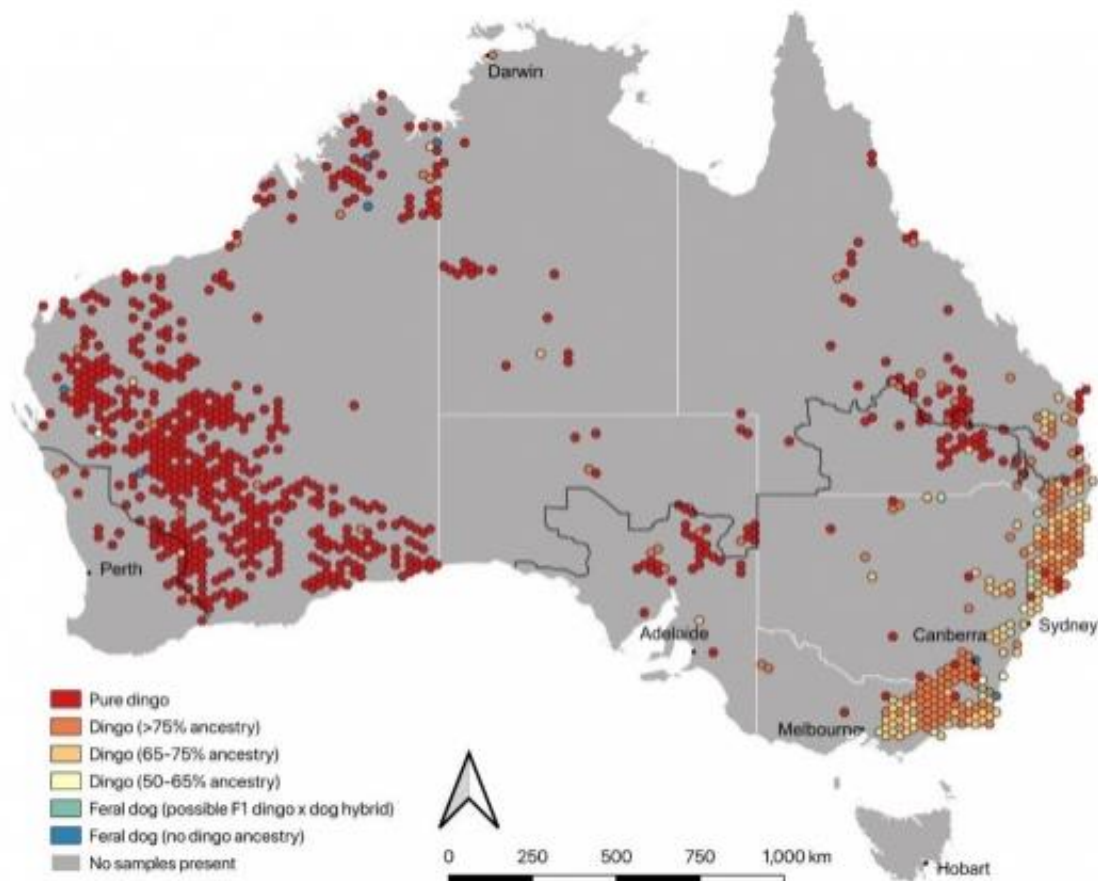 Darwin
Perth
Adelaide
Canberra
Sydney
Melbourne
Hobart
Pure dingo
Dingo (>75% ancestry)
Dingo (65-75% ancestry)
Dingo (50-65% ancestry)
Feral dog (possible F1 dingo x dog hybrid)
Feral dog (no dingo ancestry)
No samples present
0 250 500 750 1,000 km